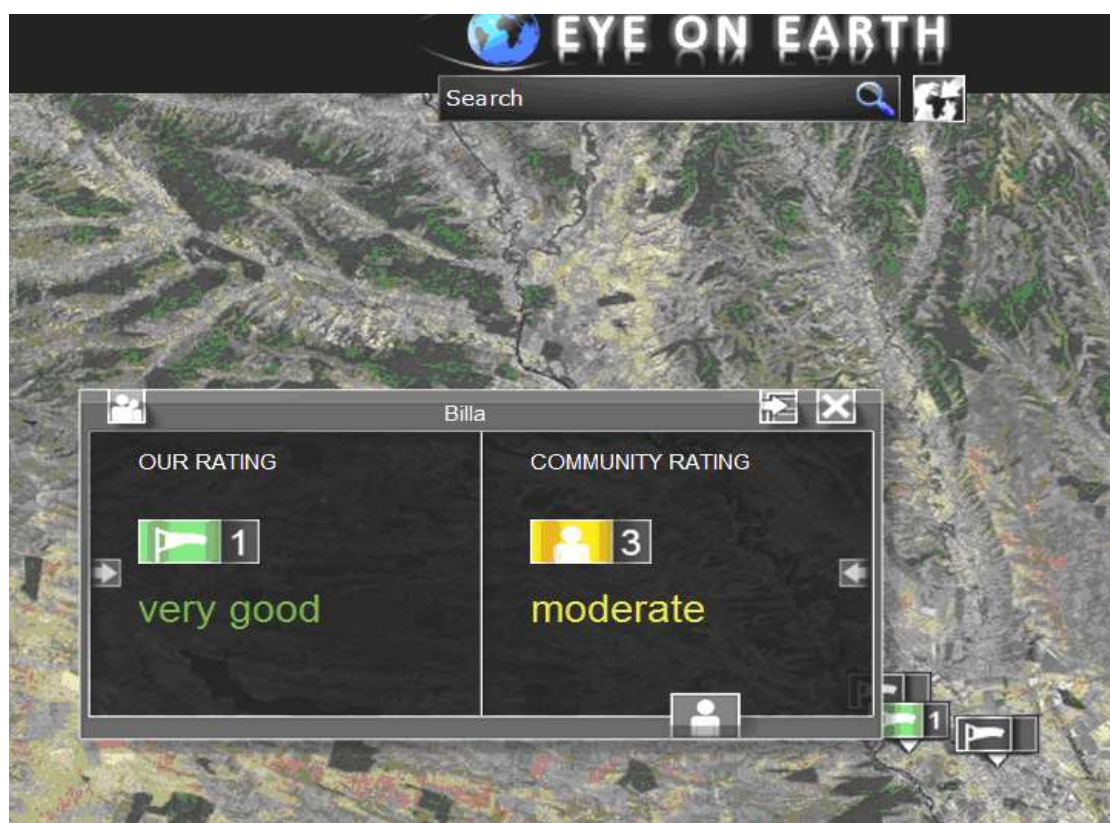 EYE ON EARTH
Search
Billa
OUR RATING
COMMUNITY RATING
1
3
very good
moderate
1